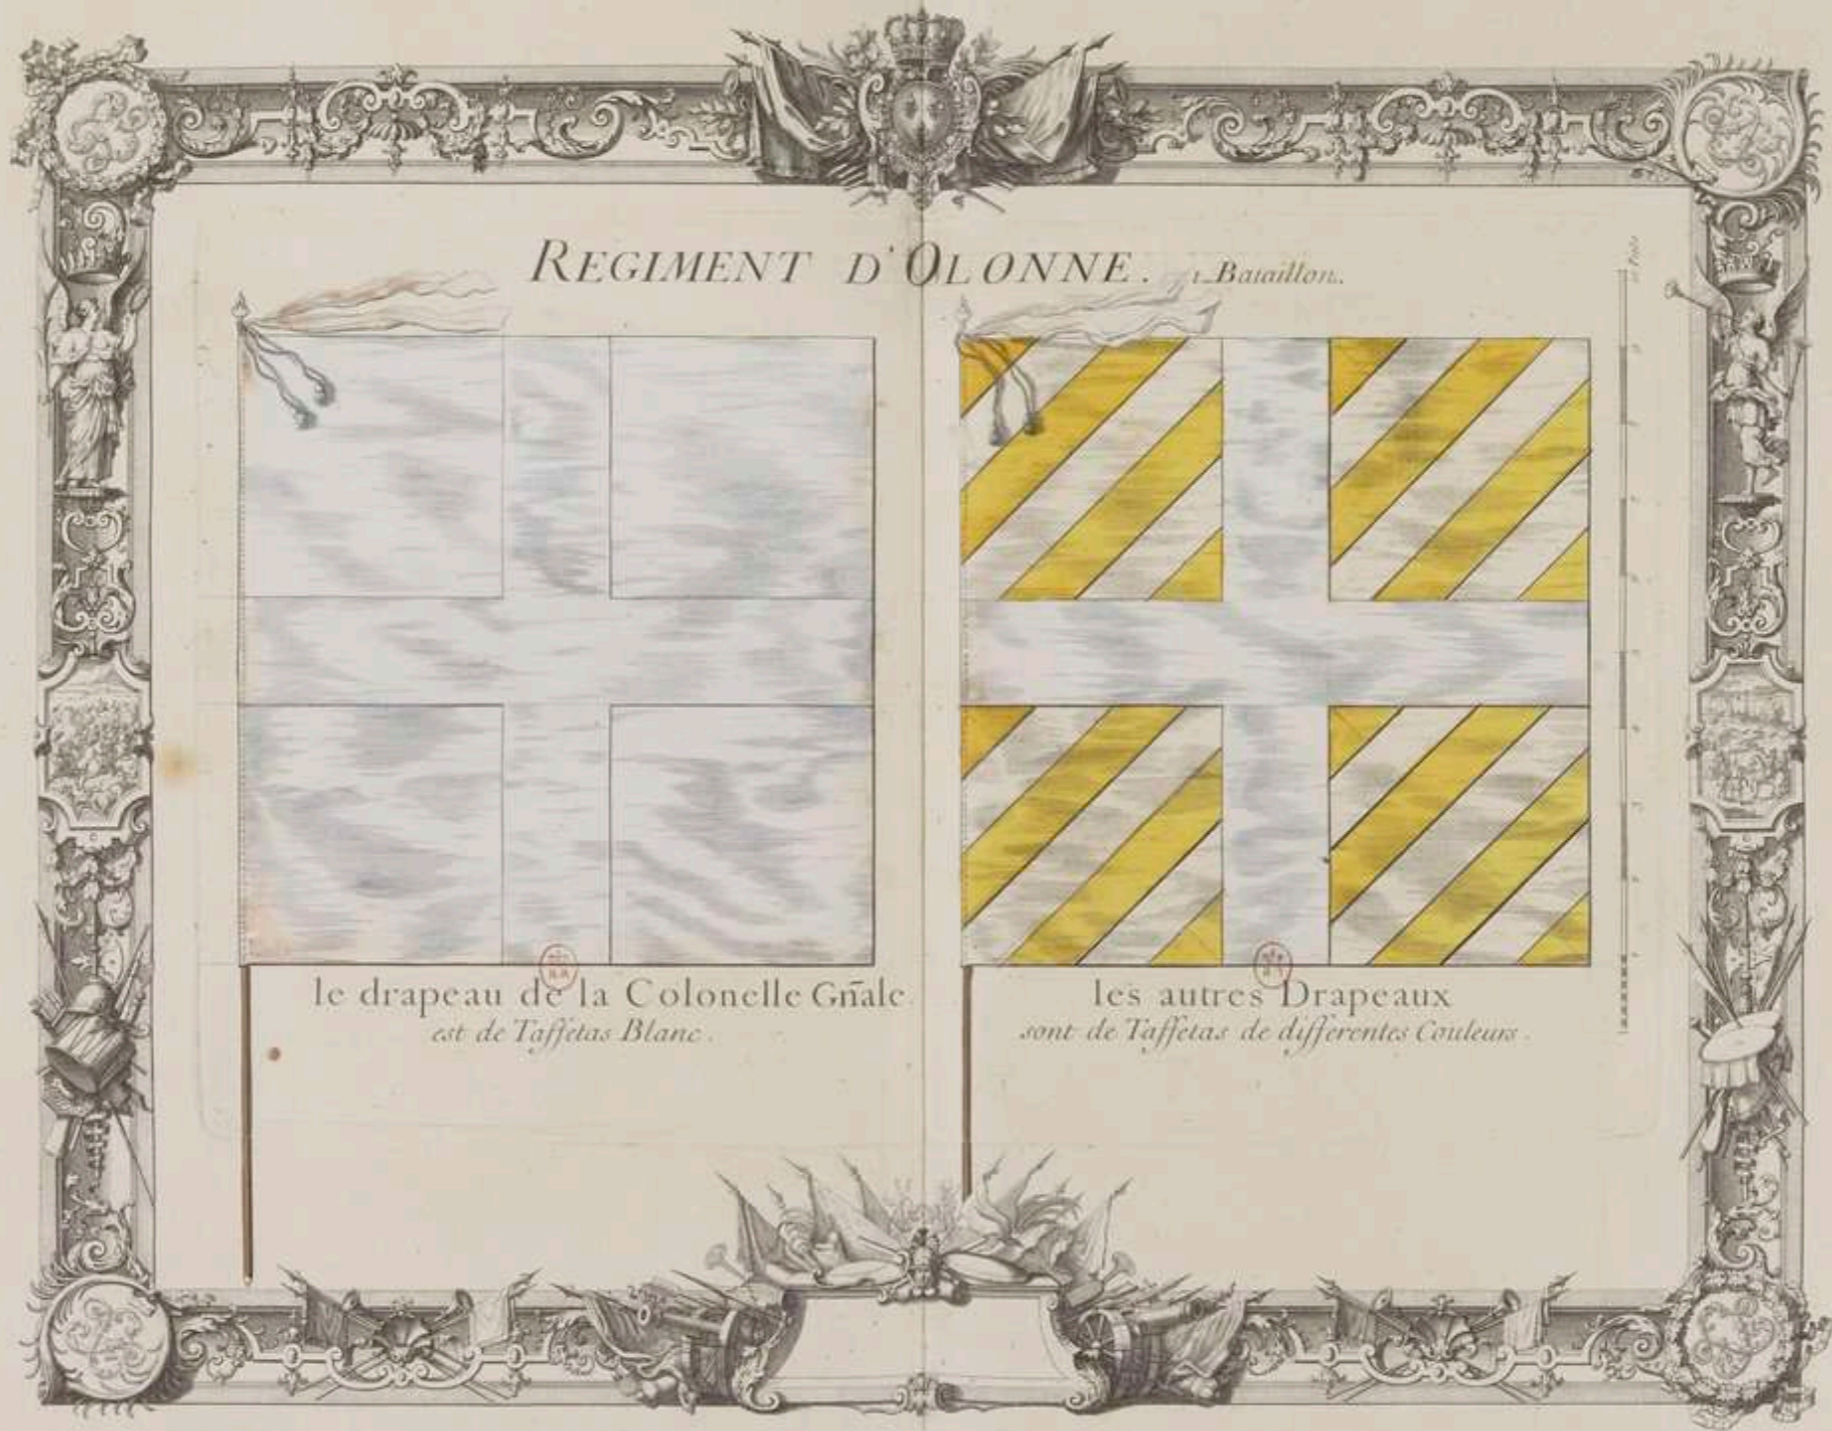 REGIMENT D'OLONNE. 1. Bataillon.
le drapeau de la Colonelle Gñale.
est de Taffetas Blanc.
les autres Drapeaux
sont de Taffetas de differentes Couleurs.